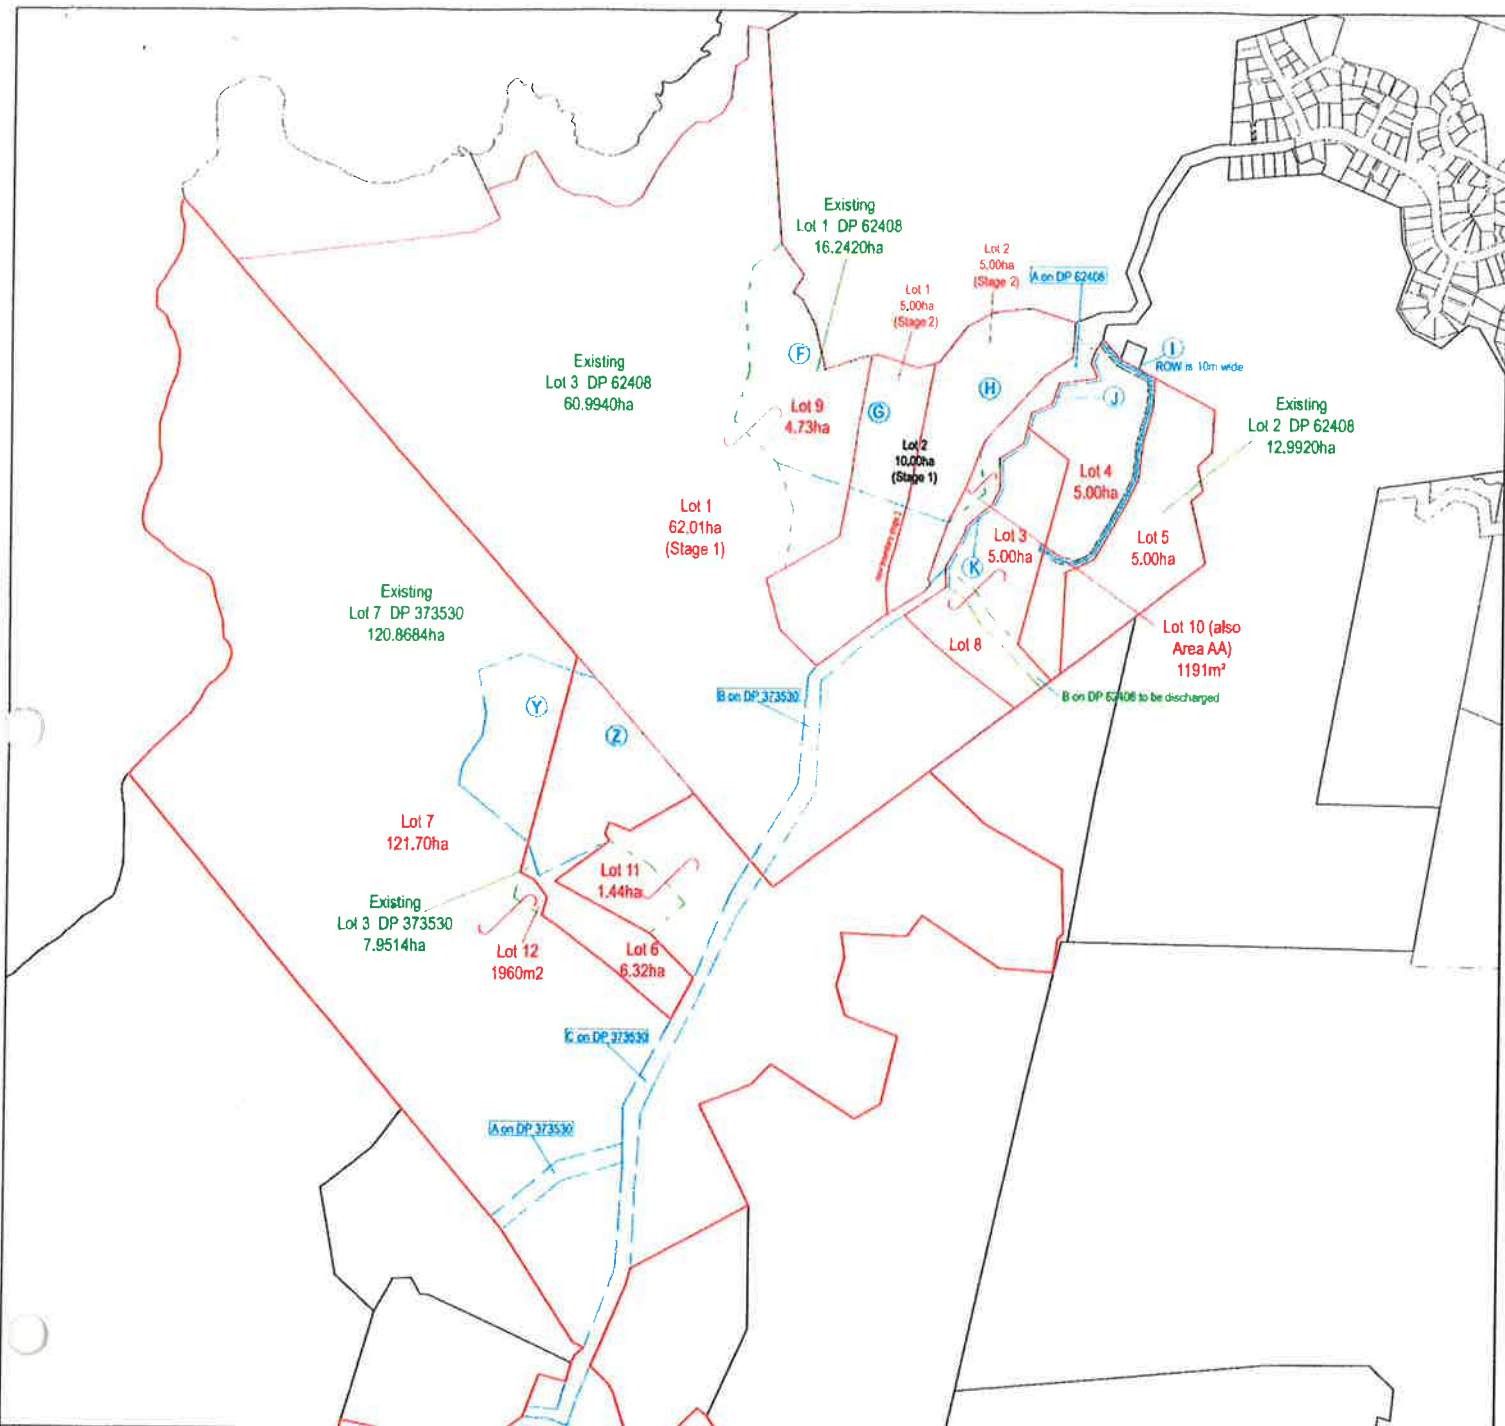 Existing
Lot 1 DP 62408
16.2420ha
Lot 2
5.00ha
(Stage 2)
A on DP 62408
Lot 1
5.00ha
(Stage 2)
F
I
ROW is 10m wide
Existing
Lot 3 DP 62408
60.9940ha
H
J
Lot 9
4.73ha
G
Existing
Lot 2 DP 62408
12.9920ha
Lot 2
10.00ha
(Stage 1)
Lot 4
5.00ha
Lot 1
62.01ha
(Stage 1)
Lot 3
5.00ha
Lot 5
5.00ha
K
Existing
Lot 7 DP 373530
120.8684ha
Lot 8
Lot 10 (also
Area AA)
1191m²
B on DP 373530
B on DP 62408 to be discharged
Y
Z
Lot 7
121.70ha
Lot 11
1.44ha
Existing
Lot 3 DP 373530
7.9514ha
Lot 12
1960m2
Lot 6
6.32ha
C on DP 373530
A on DP 373530